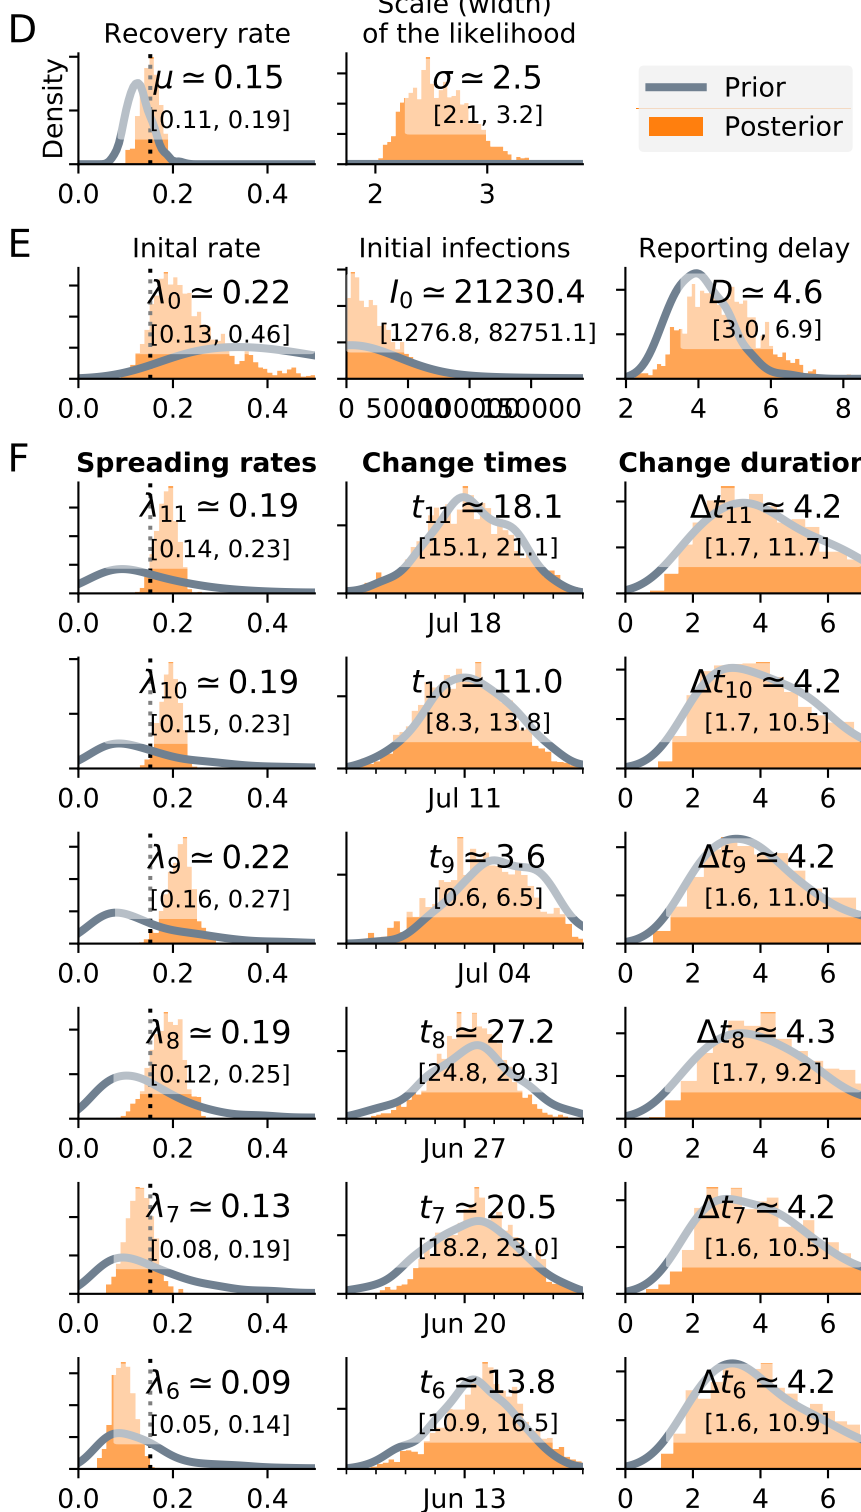 Scale (width)
D Recovery rate of the likelihood
Density
μ ≃ 0.15
[0.11, 0.19]
0.0 0.2 0.4
σ ≃ 2.5
[2.1, 3.2]
2 3
Prior
Posterior
E Inital rate Initial infections Reporting delay
λ0 ≃ 0.22
[0.13, 0.46]
0.0 0.2 0.4
I0 ≃ 21230.4
[1276.8, 82751.1]
0 50000 100000 150000
D ≃ 4.6
[3.0, 6.9]
2 4 6 8
F Spreading rates Change times Change duration
λ11 ≃ 0.19 t11 ≃ 18.1 Δt11 ≃ 4.2
[0.14, 0.23] [15.1, 21.1] [1.7, 11.7]
0.0 0.2 0.4 Jul 18 0 2 4 6
λ10 ≃ 0.19 t10 ≃ 11.0 Δt10 ≃ 4.2
[0.15, 0.23] [8.3, 13.8] [1.7, 10.5]
0.0 0.2 0.4 Jul 11 0 2 4 6
λ9 ≃ 0.22 t9 ≃ 3.6 Δt9 ≃ 4.2
[0.16, 0.27] [0.6, 6.5] [1.6, 11.0]
0.0 0.2 0.4 Jul 04 0 2 4 6
λ8 ≃ 0.19 t8 ≃ 27.2 Δt8 ≃ 4.3
[0.12, 0.25] [24.8, 29.3] [1.7, 9.2]
0.0 0.2 0.4 Jun 27 0 2 4 6
λ7 ≃ 0.13 t7 ≃ 20.5 Δt7 ≃ 4.2
[0.08, 0.19] [18.2, 23.0] [1.6, 10.5]
0.0 0.2 0.4 Jun 20 0 2 4 6
λ6 ≃ 0.09 t6 ≃ 13.8 Δt6 ≃ 4.2
[0.05, 0.14] [10.9, 16.5] [1.6, 10.9]
0.0 0.2 0.4 Jun 13 0 2 4 6